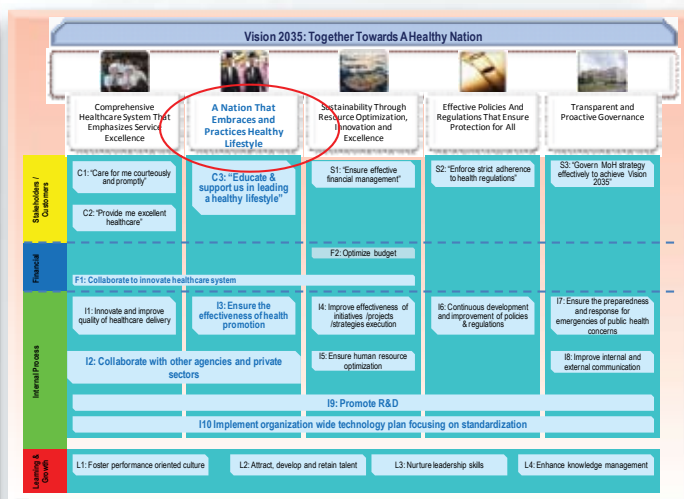 Vision 2035: Together Towards A Healthy Nation
Comprehensive
Healthcare System That
Emphasizes Service
Excellence
A Nation That
Embraces and
Practices Healthy
Lifestyle
Sustainability Through
Resource Optimization,
Innovation and
Excellence
Effective Policies And
Regulations That Ensure
Protection for All
Transparent and
Proactive Governance
Stakeholders /
Customers
C1: “Care for me courteously
and promptly”
C2: “Provide me excellent
healthcare”
C3: “Educate &
support us in leading
a healthy lifestyle”
S1: “Ensure effective
financial management”
S2: “Enforce strict adherence
to health regulations”
S3: “Govern MoH strategy
effectively to achieve Vision
2035”
Financial
F2: Optimize budget
F1: Collaborate to innovate healthcare system
Internal Process
I1: Innovate and improve
quality of healthcare delivery
I3: Ensure the
effectiveness of health
promotion
I4: Improve effectiveness of
initiatives /projects
/strategies execution
I6: Continuous development
and improvement of policies
& regulations
I7: Ensure the preparedness
and response for
emergencies of public health
concerns
I2: Collaborate with other agencies and private
sectors
I5: Ensure human resource
optimization
I8: Improve internal and
external communication
I9: Promote R&D
I10 Implement organization wide technology plan focusing on standardization
Learning &
Growth
L1: Foster performance oriented culture
L2: Attract, develop and retain talent
L3: Nurture leadership skills
L4: Enhance knowledge management